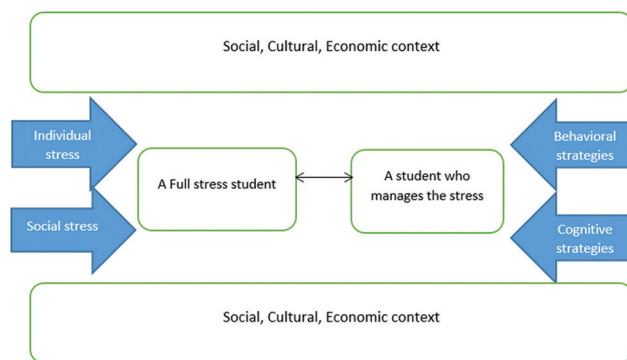 Social, Cultural, Economic context
Individual
stress
Behavioral
strategies
A Full stress student
A student who
manages the stress
Social stress
Cognitive
strategies
Social, Cultural, Economic context